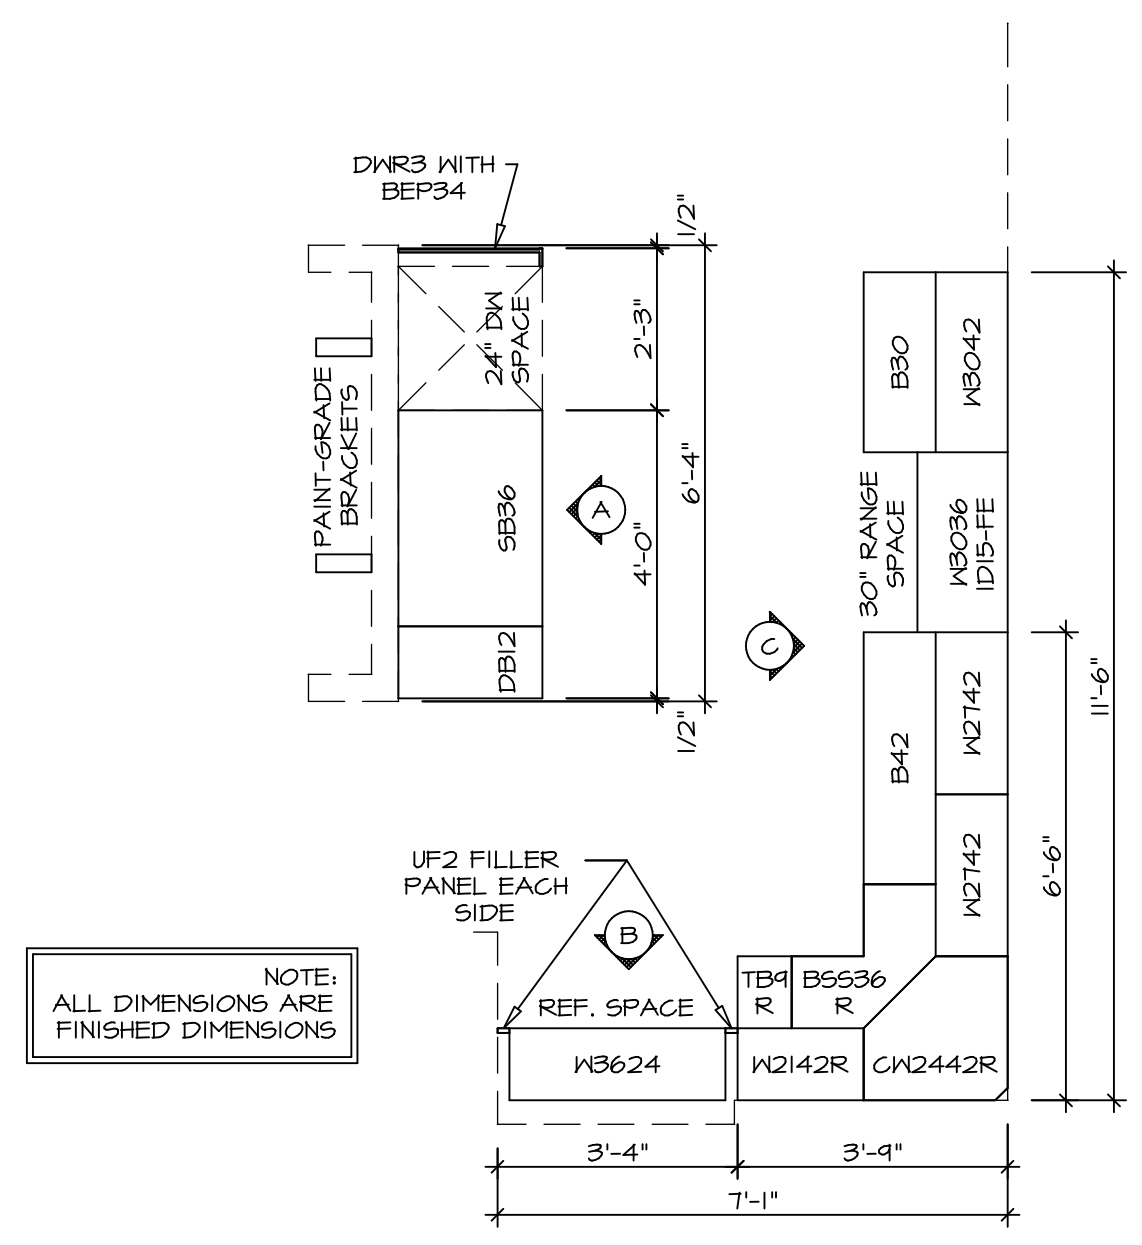 DWR3 WITH
BEP34
1/2"
24" DW
SPACE
2'-3"
6'-4"
PAINT-GRADE
BRACKETS
SB36
A
4'-0"
DB12
1/2"
B30
W3042
30" RANGE
SPACE
W3036
1D15-FE
C
W2742
11'-6"
B42
W2742
6'-6"
UF2 FILLER
PANEL EACH
SIDE
B
NOTE:
ALL DIMENSIONS ARE
FINISHED DIMENSIONS
REF. SPACE
TB9
R
BSS36
R
W3624
W2142R
CW2442R
3'-4"
3'-9"
7'-1"